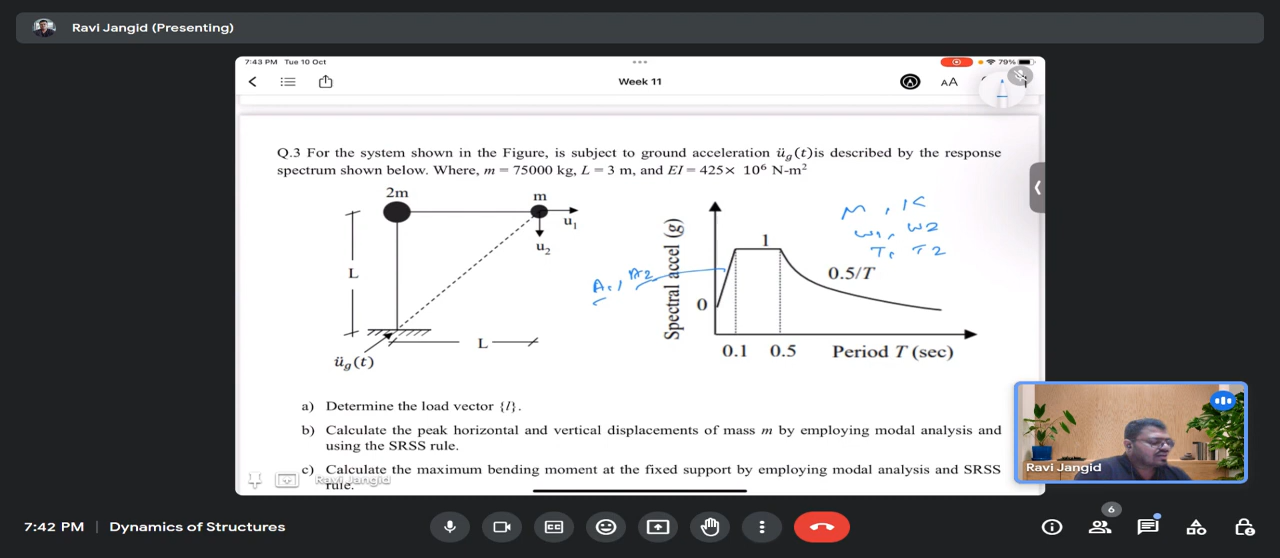 Ravi Jangid (Presenting)
7:43 PM Tue 10 Oct
79%
Week 11
AA
Q.3 For the system shown in the Figure, is subject to ground acceleration ü_g(t)is described by the response
spectrum shown below. Where, m = 75000 kg, L = 3 m, and EI = 425× 10⁶ N-m²
2m
m
u₁
u₂
L
L
ü_g(t)
M, K
W1, W2
T1 T2
A1, A2
Spectral accel (g)
1
0.5/T
0
0.1 0.5 Period T (sec)
a) Determine the load vector {l}.
b) Calculate the peak horizontal and vertical displacements of mass m by employing modal analysis and
using the SRSS rule.
c) Calculate the maximum bending moment at the fixed support by employing modal analysis and SRSS
rule.
Ravi Jangid
Ravi Jangid
7:42 PM | Dynamics of Structures
CC
6